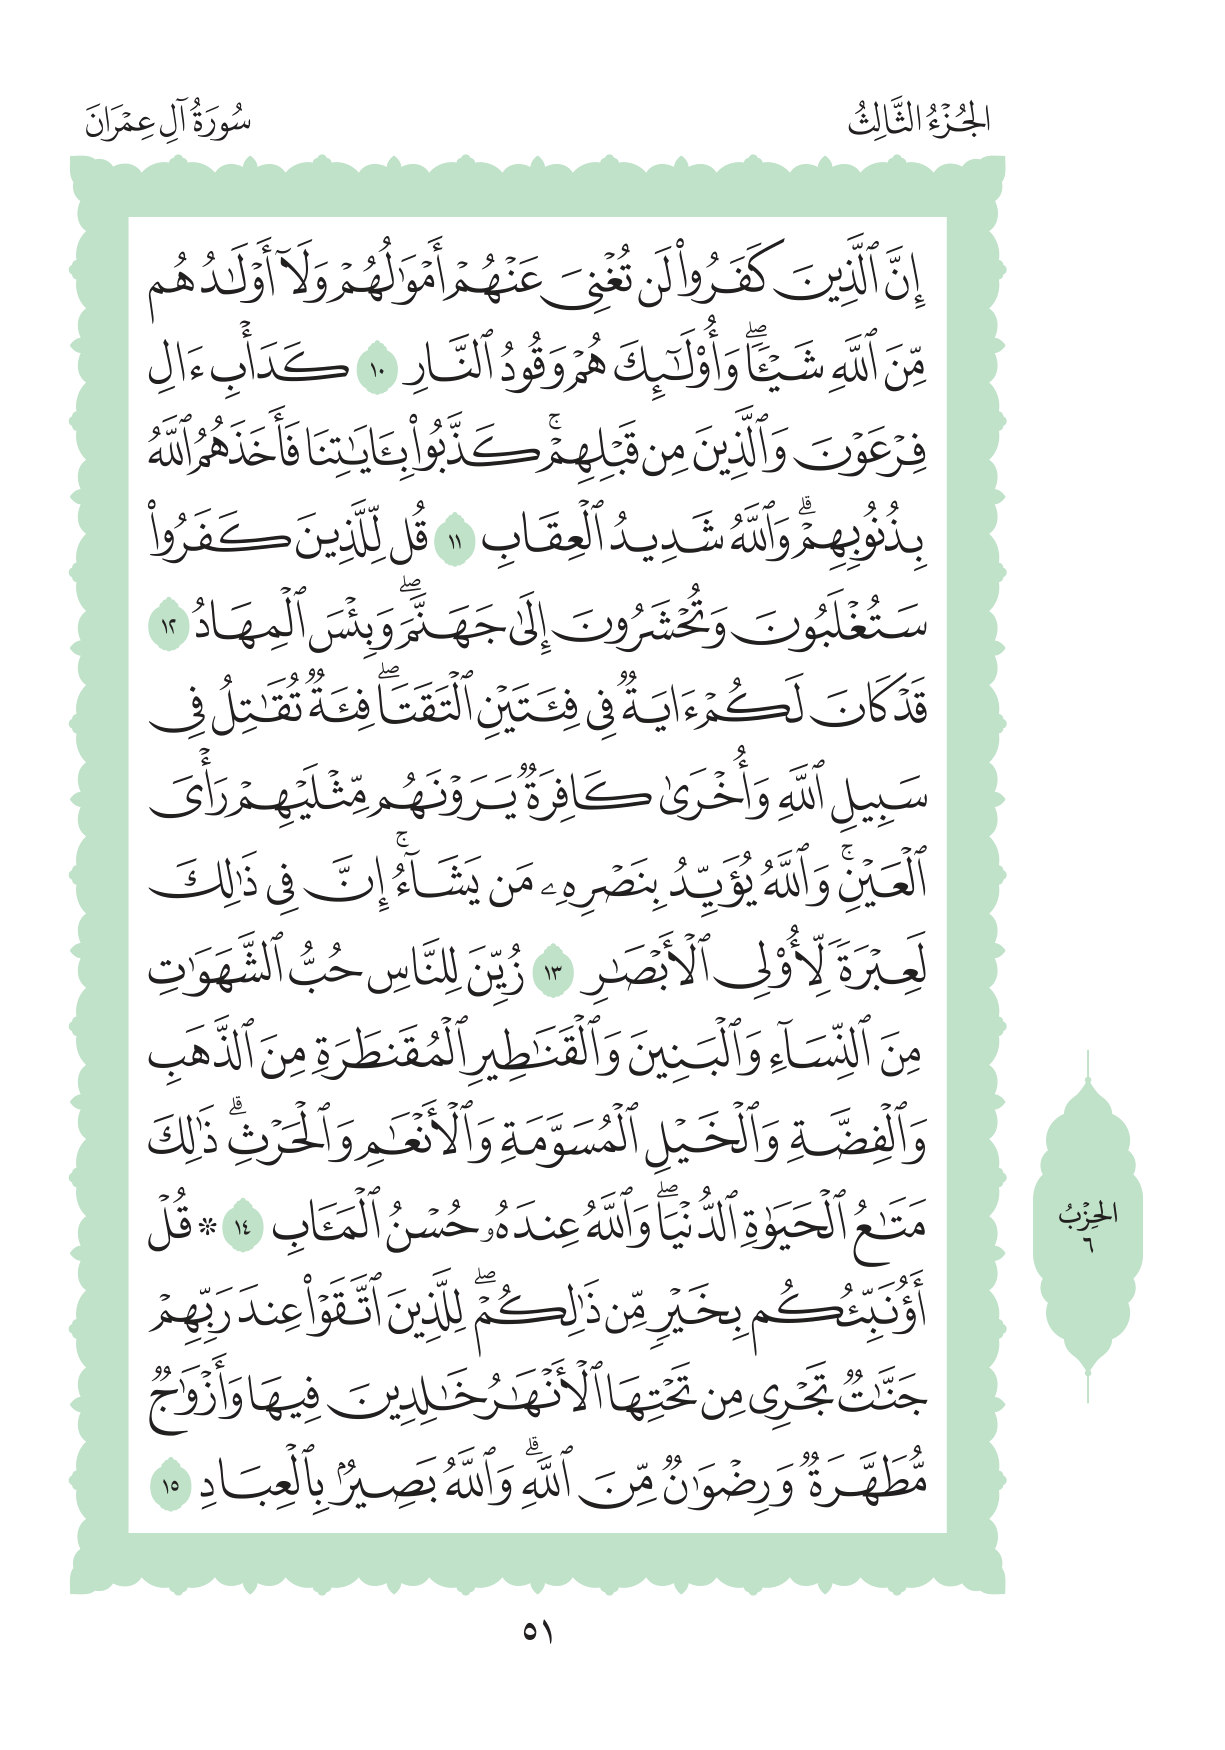 الجُزْءُ الثَّالِثُ
سُورَةُ آلِ عِمْرَانَ
إِنَّ ٱلَّذِينَ كَفَرُوا۟ لَن تُغْنِىَ عَنْهُمْ أَمْوَٰلُهُمْ وَلَآ أَوْلَـٰدُهُم
مِّنَ ٱللَّهِ شَيْـًٔاۖ وَأُو۟لَـٰٓئِكَ هُمْ وَقُودُ ٱلنَّارِ ١٠ كَدَأْبِ ءَالِ
فِرْعَوْنَ وَٱلَّذِينَ مِن قَبْلِهِمْۚ كَذَّبُوا۟ بِـَٔايَـٰتِنَا فَأَخَذَهُمُ ٱللَّهُ
بِذُنُوبِهِمْۗ وَٱللَّهُ شَدِيدُ ٱلْعِقَابِ ١١ قُل لِّلَّذِينَ كَفَرُوا۟
سَتُغْلَبُونَ وَتُحْشَرُونَ إِلَىٰ جَهَنَّمَۖ وَبِئْسَ ٱلْمِهَادُ ١٢
قَدْ كَانَ لَكُمْ ءَايَةٌ فِى فِئَتَيْنِ ٱلْتَقَتَاۖ فِئَةٌ تُقَـٰتِلُ فِى
سَبِيلِ ٱللَّهِ وَأُخْرَىٰ كَافِرَةٌ يَرَوْنَهُم مِّثْلَيْهِمْ رَأْىَ
ٱلْعَيْنِۚ وَٱللَّهُ يُؤَيِّدُ بِنَصْرِهِۦ مَن يَشَآءُۚ إِنَّ فِى ذَٰلِكَ
لَعِبْرَةً لِّأُو۟لِى ٱلْأَبْصَـٰرِ ١٣ زُيِّنَ لِلنَّاسِ حُبُّ ٱلشَّهَوَٰتِ
مِنَ ٱلنِّسَآءِ وَٱلْبَنِينَ وَٱلْقَنَـٰطِيرِ ٱلْمُقَنطَرَةِ مِنَ ٱلذَّهَبِ
وَٱلْفِضَّةِ وَٱلْخَيْلِ ٱلْمُسَوَّمَةِ وَٱلْأَنْعَـٰمِ وَٱلْحَرْثِۗ ذَٰلِكَ
مَتَـٰعُ ٱلْحَيَوٰةِ ٱلدُّنْيَاۖ وَٱللَّهُ عِندَهُۥ حُسْنُ ٱلْمَـَٔابِ ١٤ * قُلْ
أَؤُنَبِّئُكُم بِخَيْرٍ مِّن ذَٰلِكُمْۖ لِلَّذِينَ ٱتَّقَوْا۟ عِندَ رَبِّهِمْ
جَنَّـٰتٌ تَجْرِى مِن تَحْتِهَا ٱلْأَنْهَـٰرُ خَـٰلِدِينَ فِيهَا وَأَزْوَٰجٌ
مُّطَهَّرَةٌ وَرِضْوَٰنٌ مِّنَ ٱللَّهِۗ وَٱللَّهُ بَصِيرٌۢ بِٱلْعِبَادِ ١٥
الحِزْبُ
٦
٥١